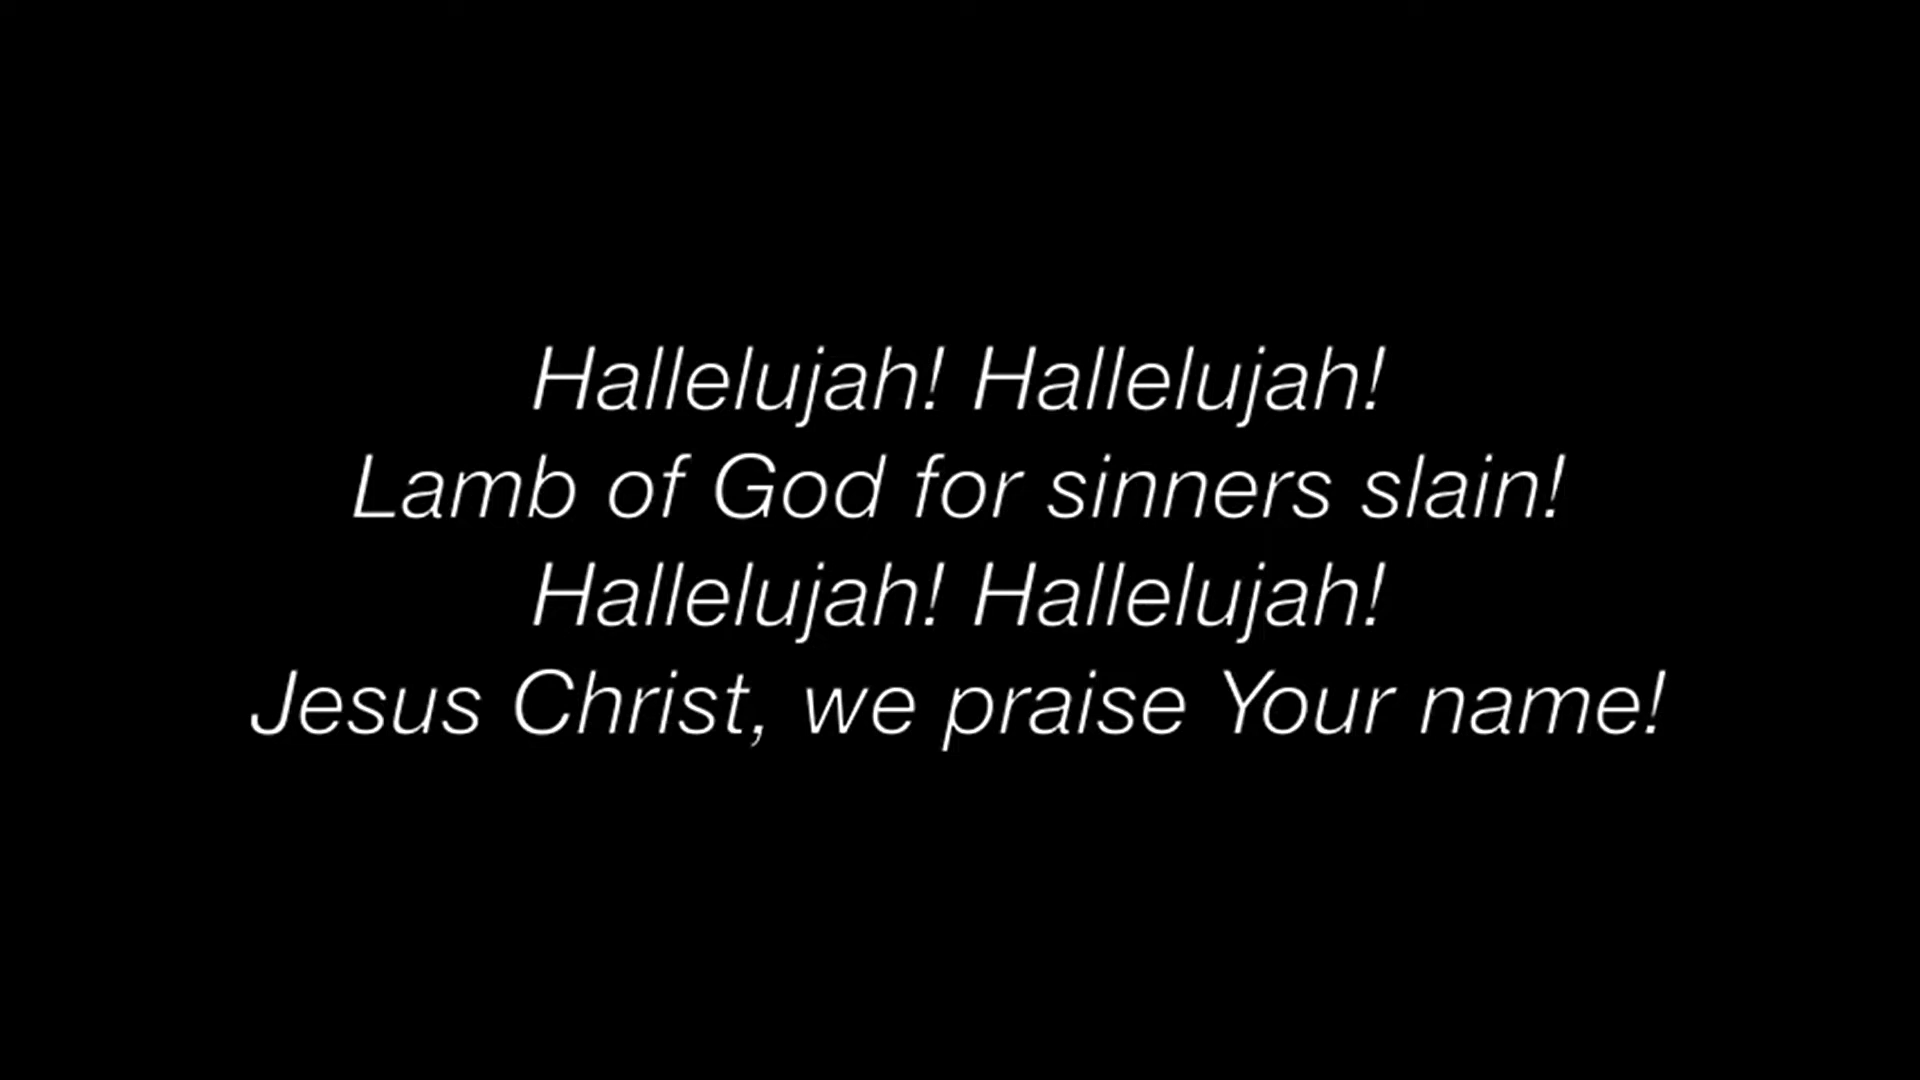 Hallelujah! Hallelujah!
Lamb of God for sinners slain!
Hallelujah! Hallelujah!
Jesus Christ, we praise Your name!